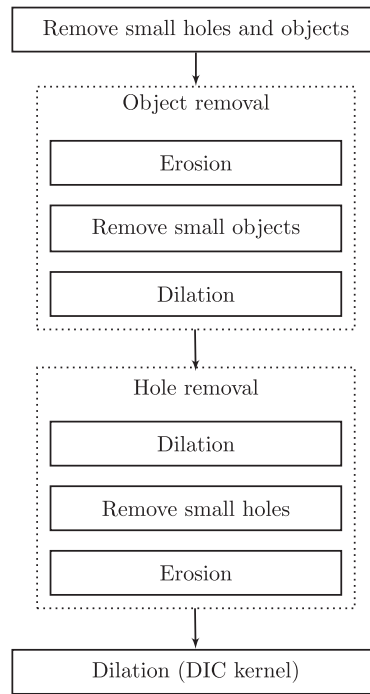 Remove small holes and objects
Object removal
Erosion
Remove small objects
Dilation
Hole removal
Dilation
Remove small holes
Erosion
Dilation (DIC kernel)